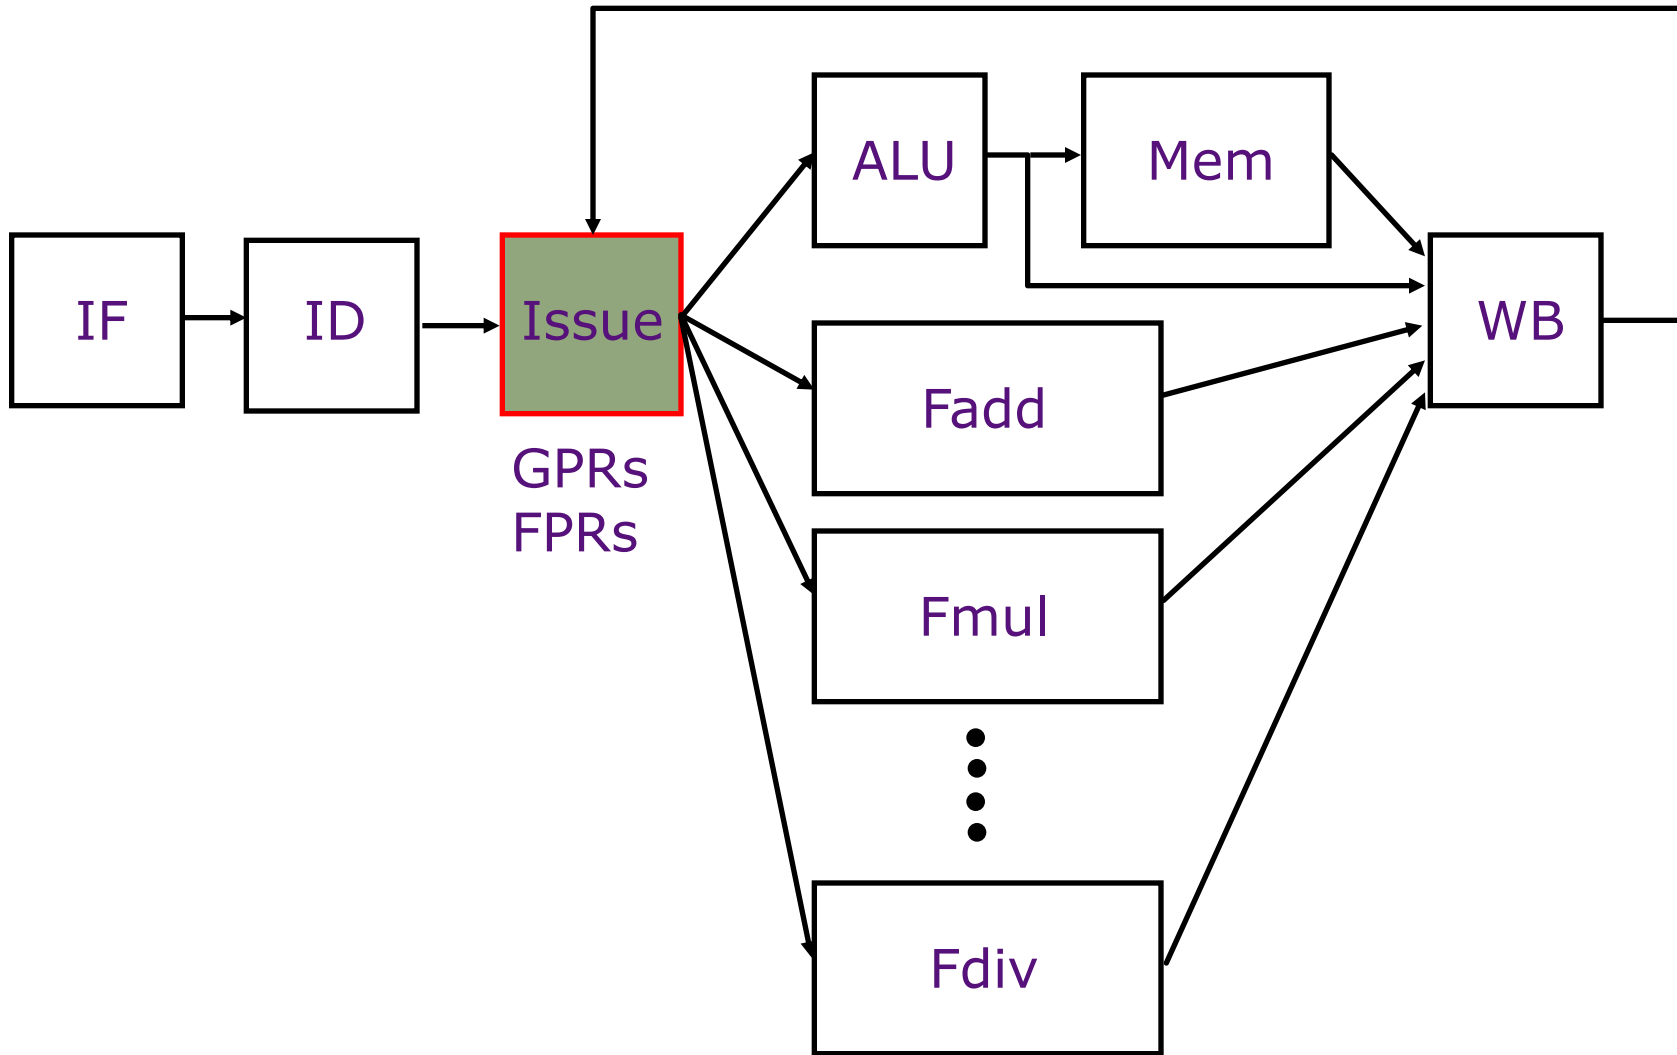 IF
ID
Issue
GPRs
FPRs
ALU
Mem
Fadd
Fmul
Fdiv
WB